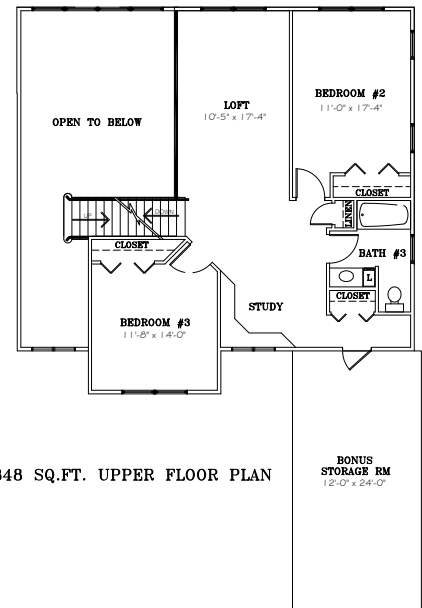 BEDROOM #2
11'-0" x 17'-4"
LOFT
10'-5" x 17'-4"
OPEN TO BELOW
CLOSET
LINEN
UP
DOWN
CLOSET
BATH #3
L
CLOSET
STUDY
BEDROOM #3
11'-8" x 14'-0"
BONUS
STORAGE RM
12'-0" x 24'-0"
348 SQ.FT. UPPER FLOOR PLAN